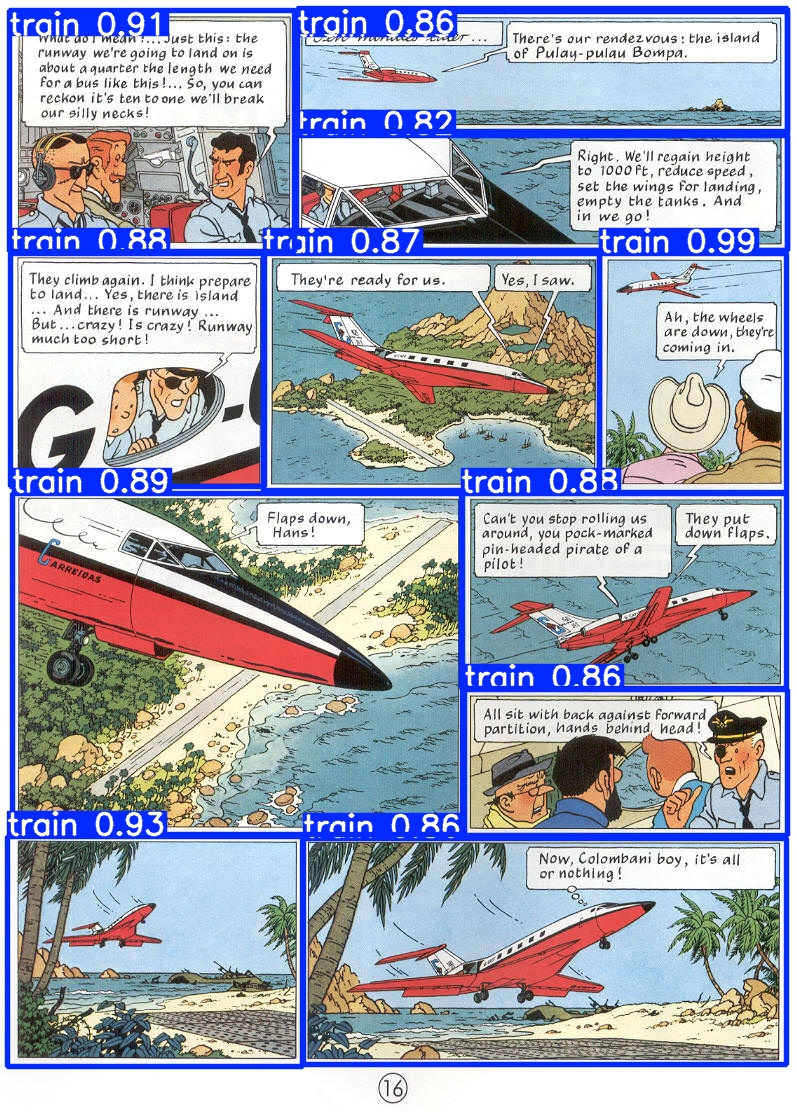 train 0.91
What do I mean?... Just this: the
runway we're going to land on is
about a quarter the length we need
for a bus like this!... So, you can
reckon it's ten to one we'll break
our silly necks!
train 0.86
minutes later...
There's our rendezvous: the island
of Pulau-pulau Bompa.
train 0.82
Right. We'll regain height
to 1000ft, reduce speed,
set the wings for landing,
empty the tanks. And
in we go!
train 0.88
They climb again. I think prepare
to land... Yes, there is island
... And there is runway ...
But...crazy! Is crazy! Runway
much too short!
G-
train 0.87
They're ready for us.
Yes, I saw.
train 0.99
Ah, the wheels
are down, they're
coming in.
train 0.89
Flaps down,
Hans!
CARREIDAS
train 0.88
Can't you stop rolling us
around, you pock-marked
pin-headed pirate of a
pilot!
They put
down flaps.
train 0.86
All sit with back against forward
partition, hands behind head!
train 0.93
train 0.86
Now, Colombani boy, it's all
or nothing!
16